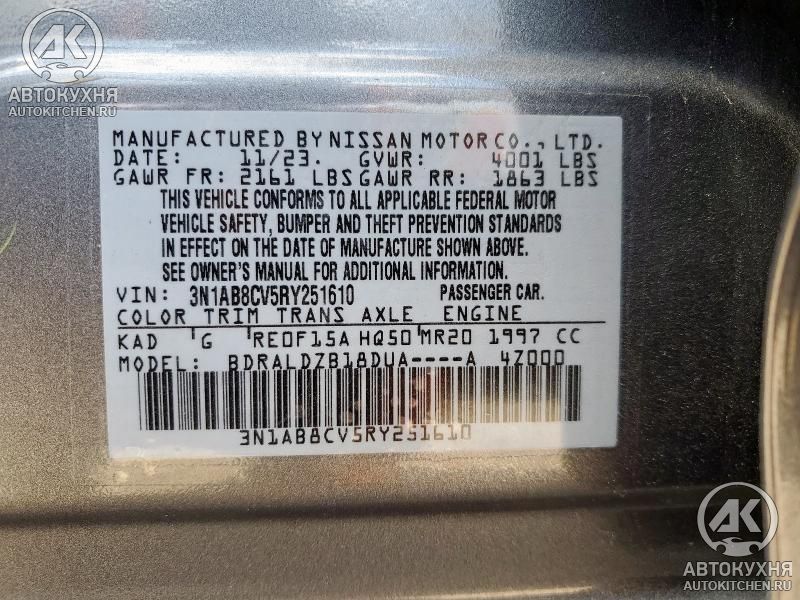 AK
АВТОКУХНЯ
AUTOKITCHEN.RU
MANUFACTURED BY NISSAN MOTOR CO., LTD.
DATE: 11/23. GVWR: 4001 LBS
GAWR FR: 2161 LBS GAWR RR: 1863 LBS
THIS VEHICLE CONFORMS TO ALL APPLICABLE FEDERAL MOTOR
VEHICLE SAFETY, BUMPER AND THEFT PREVENTION STANDARDS
IN EFFECT ON THE DATE OF MANUFACTURE SHOWN ABOVE.
SEE OWNER'S MANUAL FOR ADDITIONAL INFORMATION.
VIN: 3N1AB8CV5RY251610 PASSENGER CAR.
COLOR TRIM TRANS AXLE ENGINE
KAD G RE0F15A HQ50 MR20 1997 CC
MODEL: BDRALDZB18DUA----A 4Z000
3N1AB8CV5RY251610
AK
АВТОКУХНЯ
AUTOKITCHEN.RU